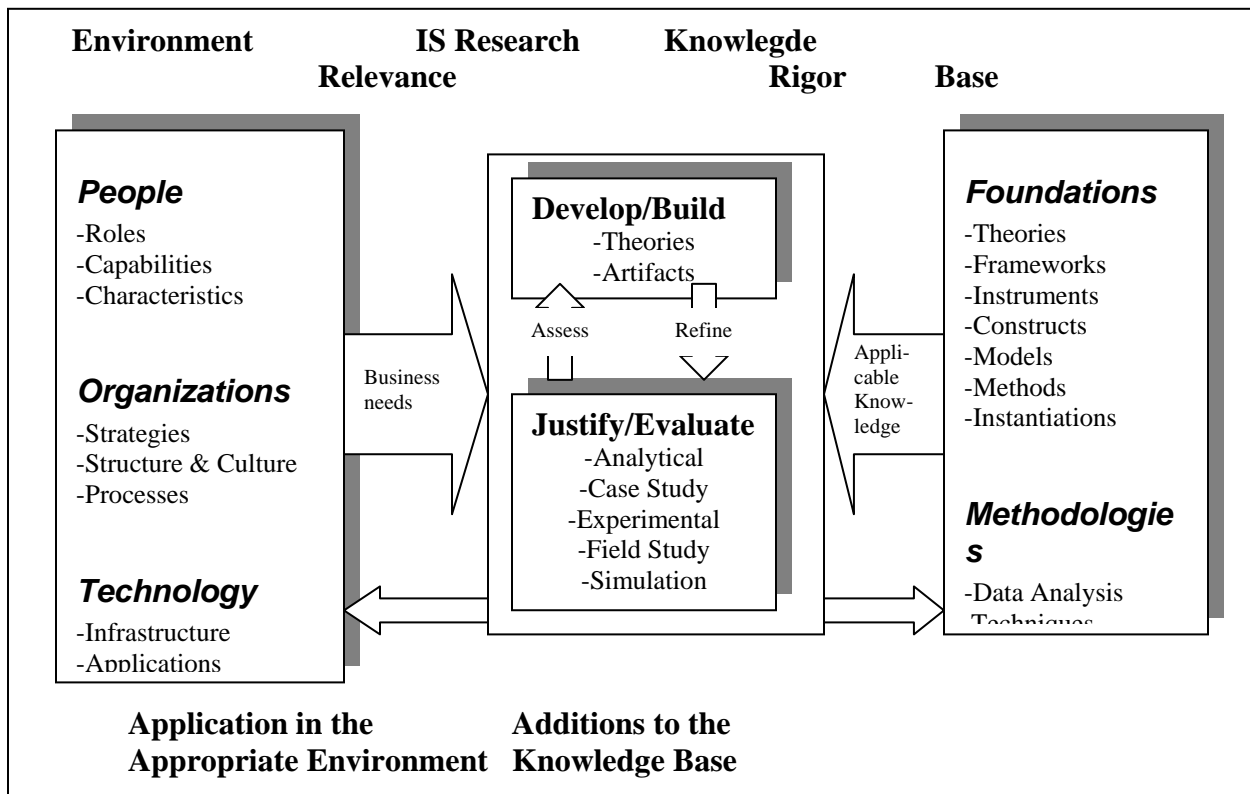 Environment IS Research Knowlegde
Relevance Rigor Base
People
-Roles
-Capabilities
-Characteristics
Organizations
-Strategies
-Structure & Culture
-Processes
Technology
-Infrastructure
-Applications
Business
needs
Develop/Build
-Theories
-Artifacts
Assess
Refine
Justify/Evaluate
-Analytical
-Case Study
-Experimental
-Field Study
-Simulation
Appli-
cable
Know-
ledge
Foundations
-Theories
-Frameworks
-Instruments
-Constructs
-Models
-Methods
-Instantiations
Methodologie
s
-Data Analysis
Techniques
Application in the
Appropriate Environment
Additions to the
Knowledge Base